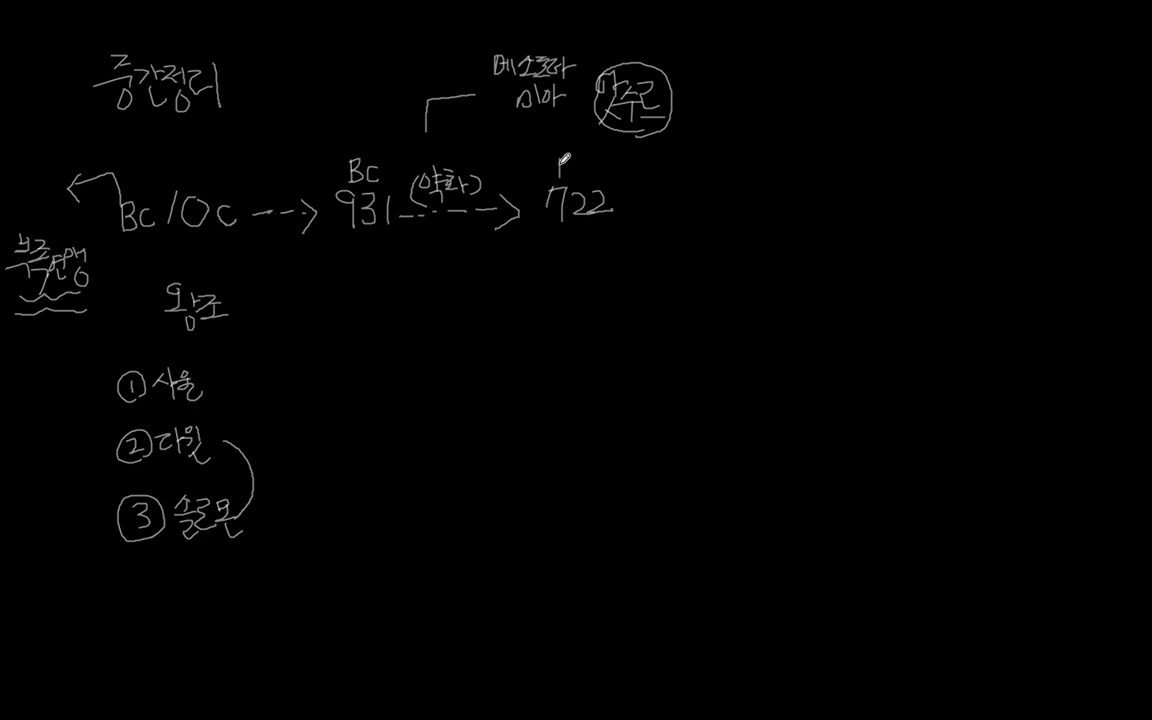 중간정리
메소포타
미아
앗수르
BC
BC 10C 931 (약화) 722
부족연맹
왕조
① 사울
② 다윗
③ 솔로몬